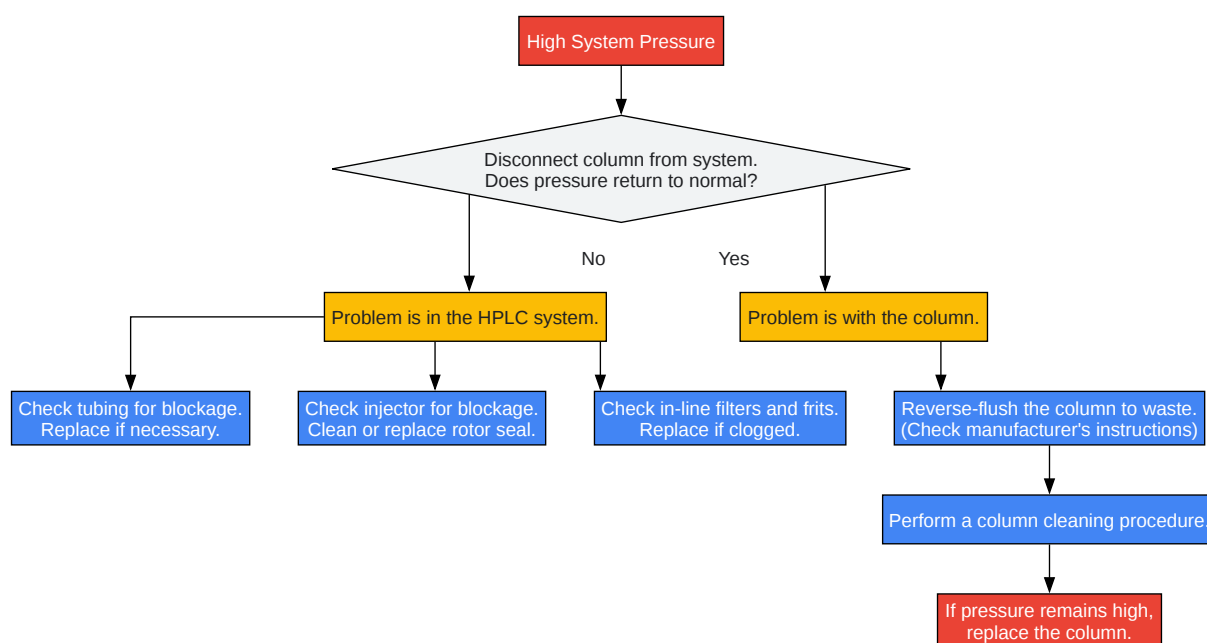 High System Pressure
Disconnect column from system.
Does pressure return to normal?
No
Yes
Problem is in the HPLC system.
Problem is with the column.
Check tubing for blockage.
Replace if necessary.
Check injector for blockage.
Clean or replace rotor seal.
Check in-line filters and frits.
Replace if clogged.
Reverse-flush the column to waste.
(Check manufacturer's instructions)
Perform a column cleaning procedure.
If pressure remains high,
replace the column.